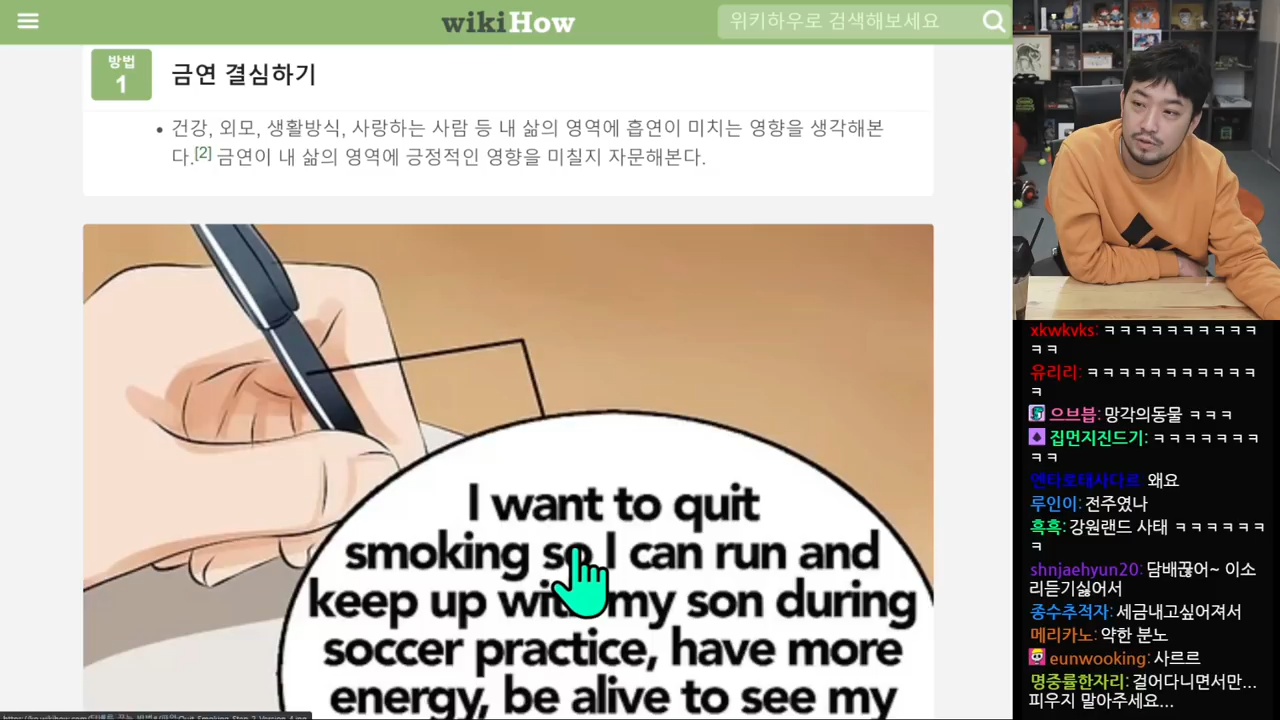 wikiHow
위키하우로 검색해보세요
방법
1
금연 결심하기
• 건강, 외모, 생활방식, 사랑하는 사람 등 내 삶의 영역에 흡연이 미치는 영향을 생각해본
다.[2] 금연이 내 삶의 영역에 긍정적인 영향을 미칠지 자문해본다.
I want to quit
smoking so I can run and
keep up with my son during
soccer practice, have more
energy, be alive to see my
xkwkvks: ㅋㅋㅋㅋㅋㅋㅋㅋㅋㅋ
ㅋㅋ
유리리: ㅋㅋㅋㅋㅋㅋㅋㅋㅋㅋㅋ
ㅋ
으브븝: 망각의동물 ㅋㅋㅋ
집먼지진드기: ㅋㅋㅋㅋㅋㅋㅋ
ㅋㅋ
엔타로태사다르: 왜요
루인이: 전주였나
흑흑: 강원랜드 사태 ㅋㅋㅋㅋㅋㅋ
ㅋ
shnjaehyun20: 담배끊어~ 이소
리듣기싫어서
종수추적자: 세금내고싶어져서
메리카노: 약한 분노
eunwooking: 사르르
명중률한자리: 걸어다니면서만...
피우지 말아주세요...